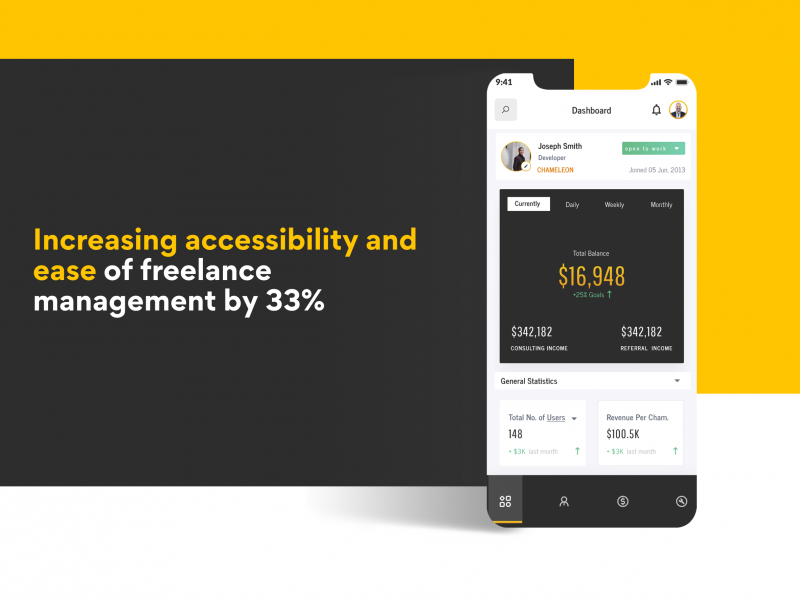 9:41
Dashboard
Joseph Smith
open to work
Developer
CHAMELEON
Joined 05 Jun, 2013
Currently
Daily
Weekly
Monthly
Increasing accessibility and
ease of freelance
management by 33%
Total Balance
$16,948
+25% Goals ↑
$342,182
$342,182
CONSULTING INCOME
REFERRAL INCOME
General Statistics
Total No. of Users
Revenue Per Cham.
148
$100.5K
+ $3K last month ↑
+ $3K last month ↑